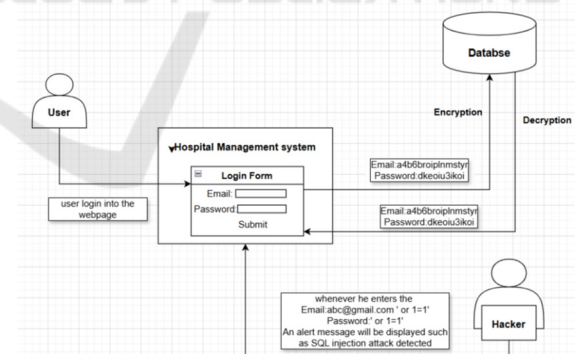 Databse
User
Encryption
Decryption
Hospital Management system
Login Form
Email:
Password:
Submit
Email:a4b6broiplnmstyr
Password:dkeoiu3ikoi
user login into the
webpage
Email:a4b6broiplnmstyr
Password:dkeoiu3ikoi
whenever he enters the
Email:abc@gmail.com ' or 1=1'
Password:' or 1=1'
An alert message will be displayed such
as SQL injection attack detected
Hacker